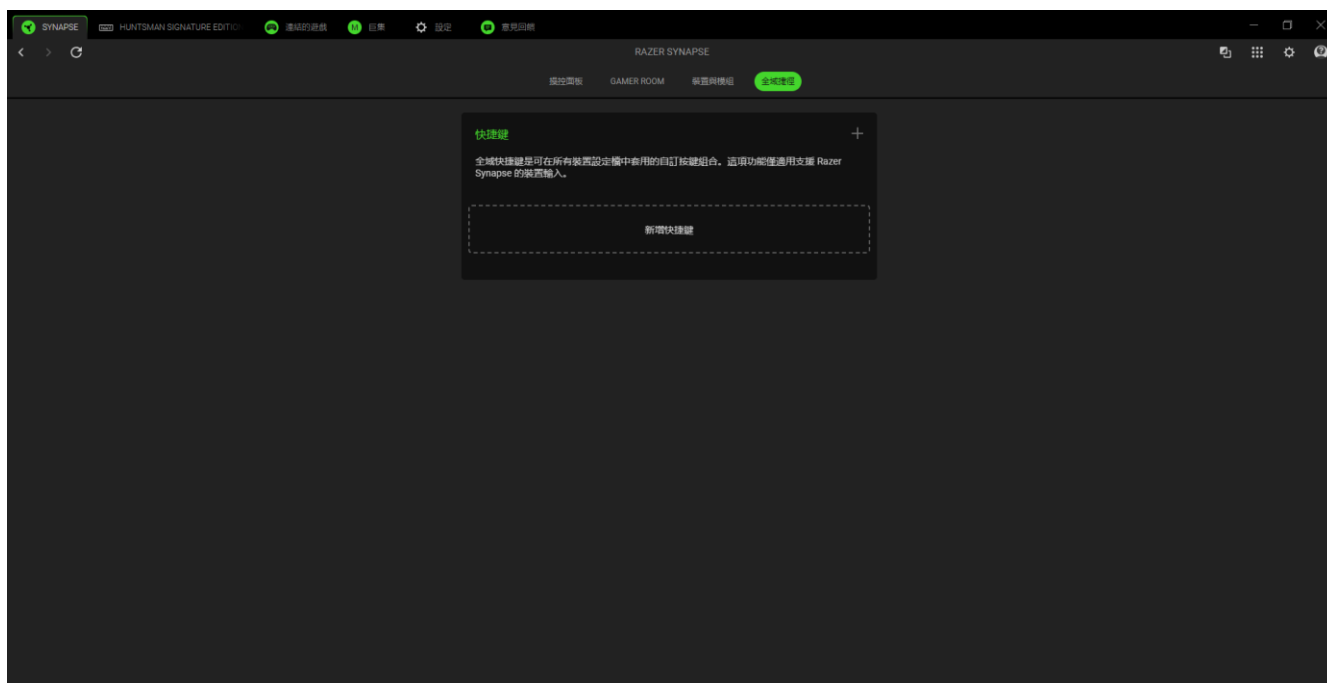 SYNAPSE
HUNTSMAN SIGNATURE EDITIO
連結的遊戲
M
巨集
設定
意見回饋
RAZER SYNAPSE
操控面板
GAMER ROOM
裝置與模組
全域捷徑
快捷鍵
全域快捷鍵是可在所有裝置設定檔中套用的自訂按鍵組合。這項功能僅適用支援 Razer
Synapse 的裝置輸入。
新增快捷鍵